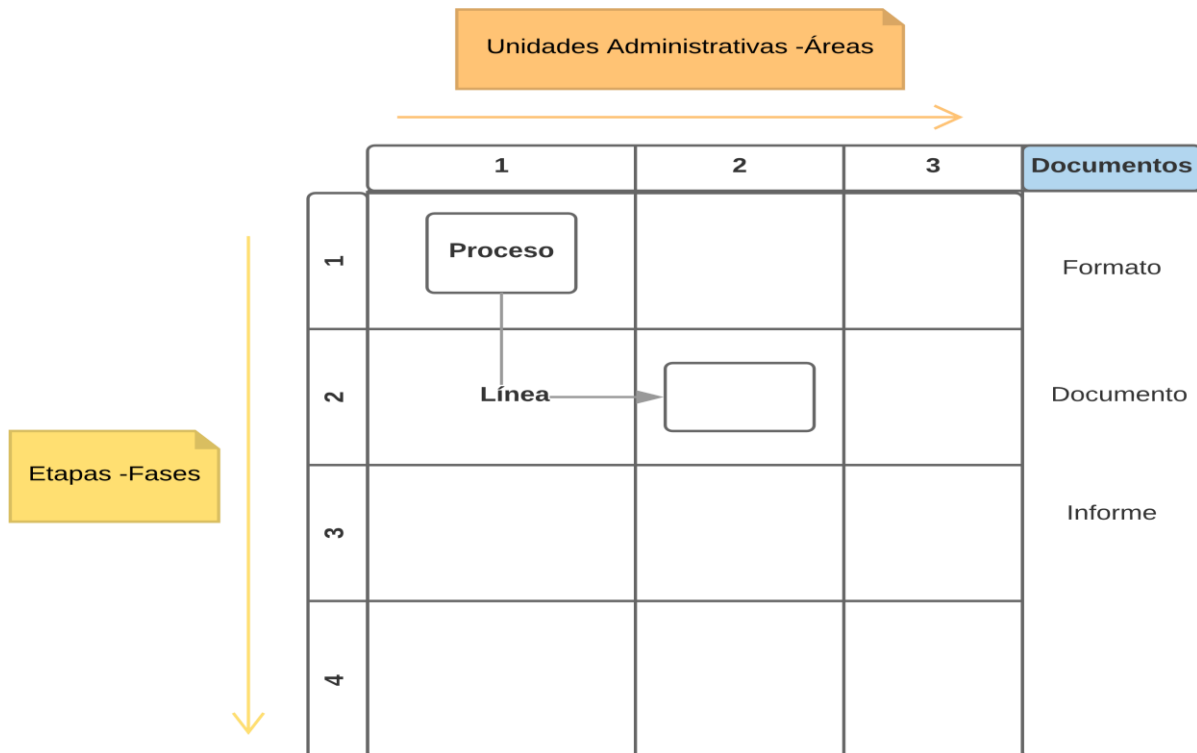 Unidades Administrativas -Áreas
1
2
3
Documentos
1
Proceso
Formato
2
Línea
Documento
Etapas -Fases
3
Informe
4